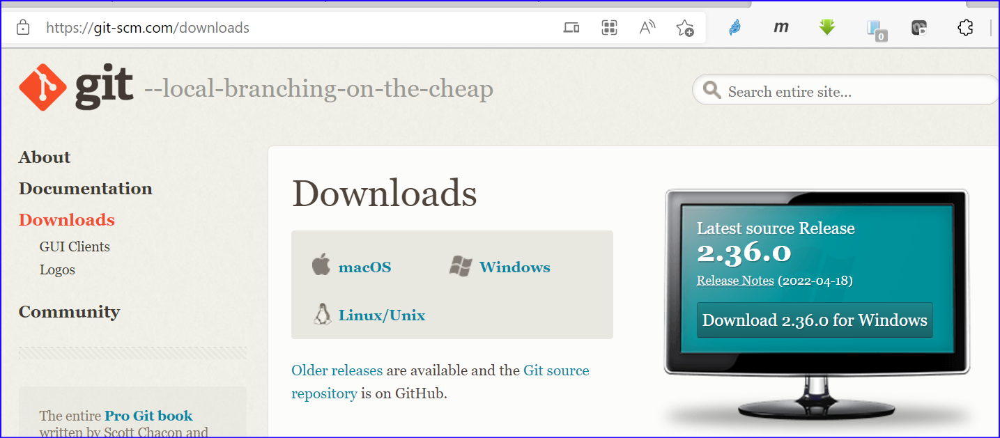 https://git-scm.com/downloads
A
m
0
git --local-branching-on-the-cheap
Search entire site...
About
Documentation
Downloads
GUI Clients
Logos
Community
The entire Pro Git book
written by Scott Chacon and
Downloads
macOS
Windows
Linux/Unix
Older releases are available and the Git source
repository is on GitHub.
Latest source Release
2.36.0
Release Notes (2022-04-18)
Download 2.36.0 for Windows